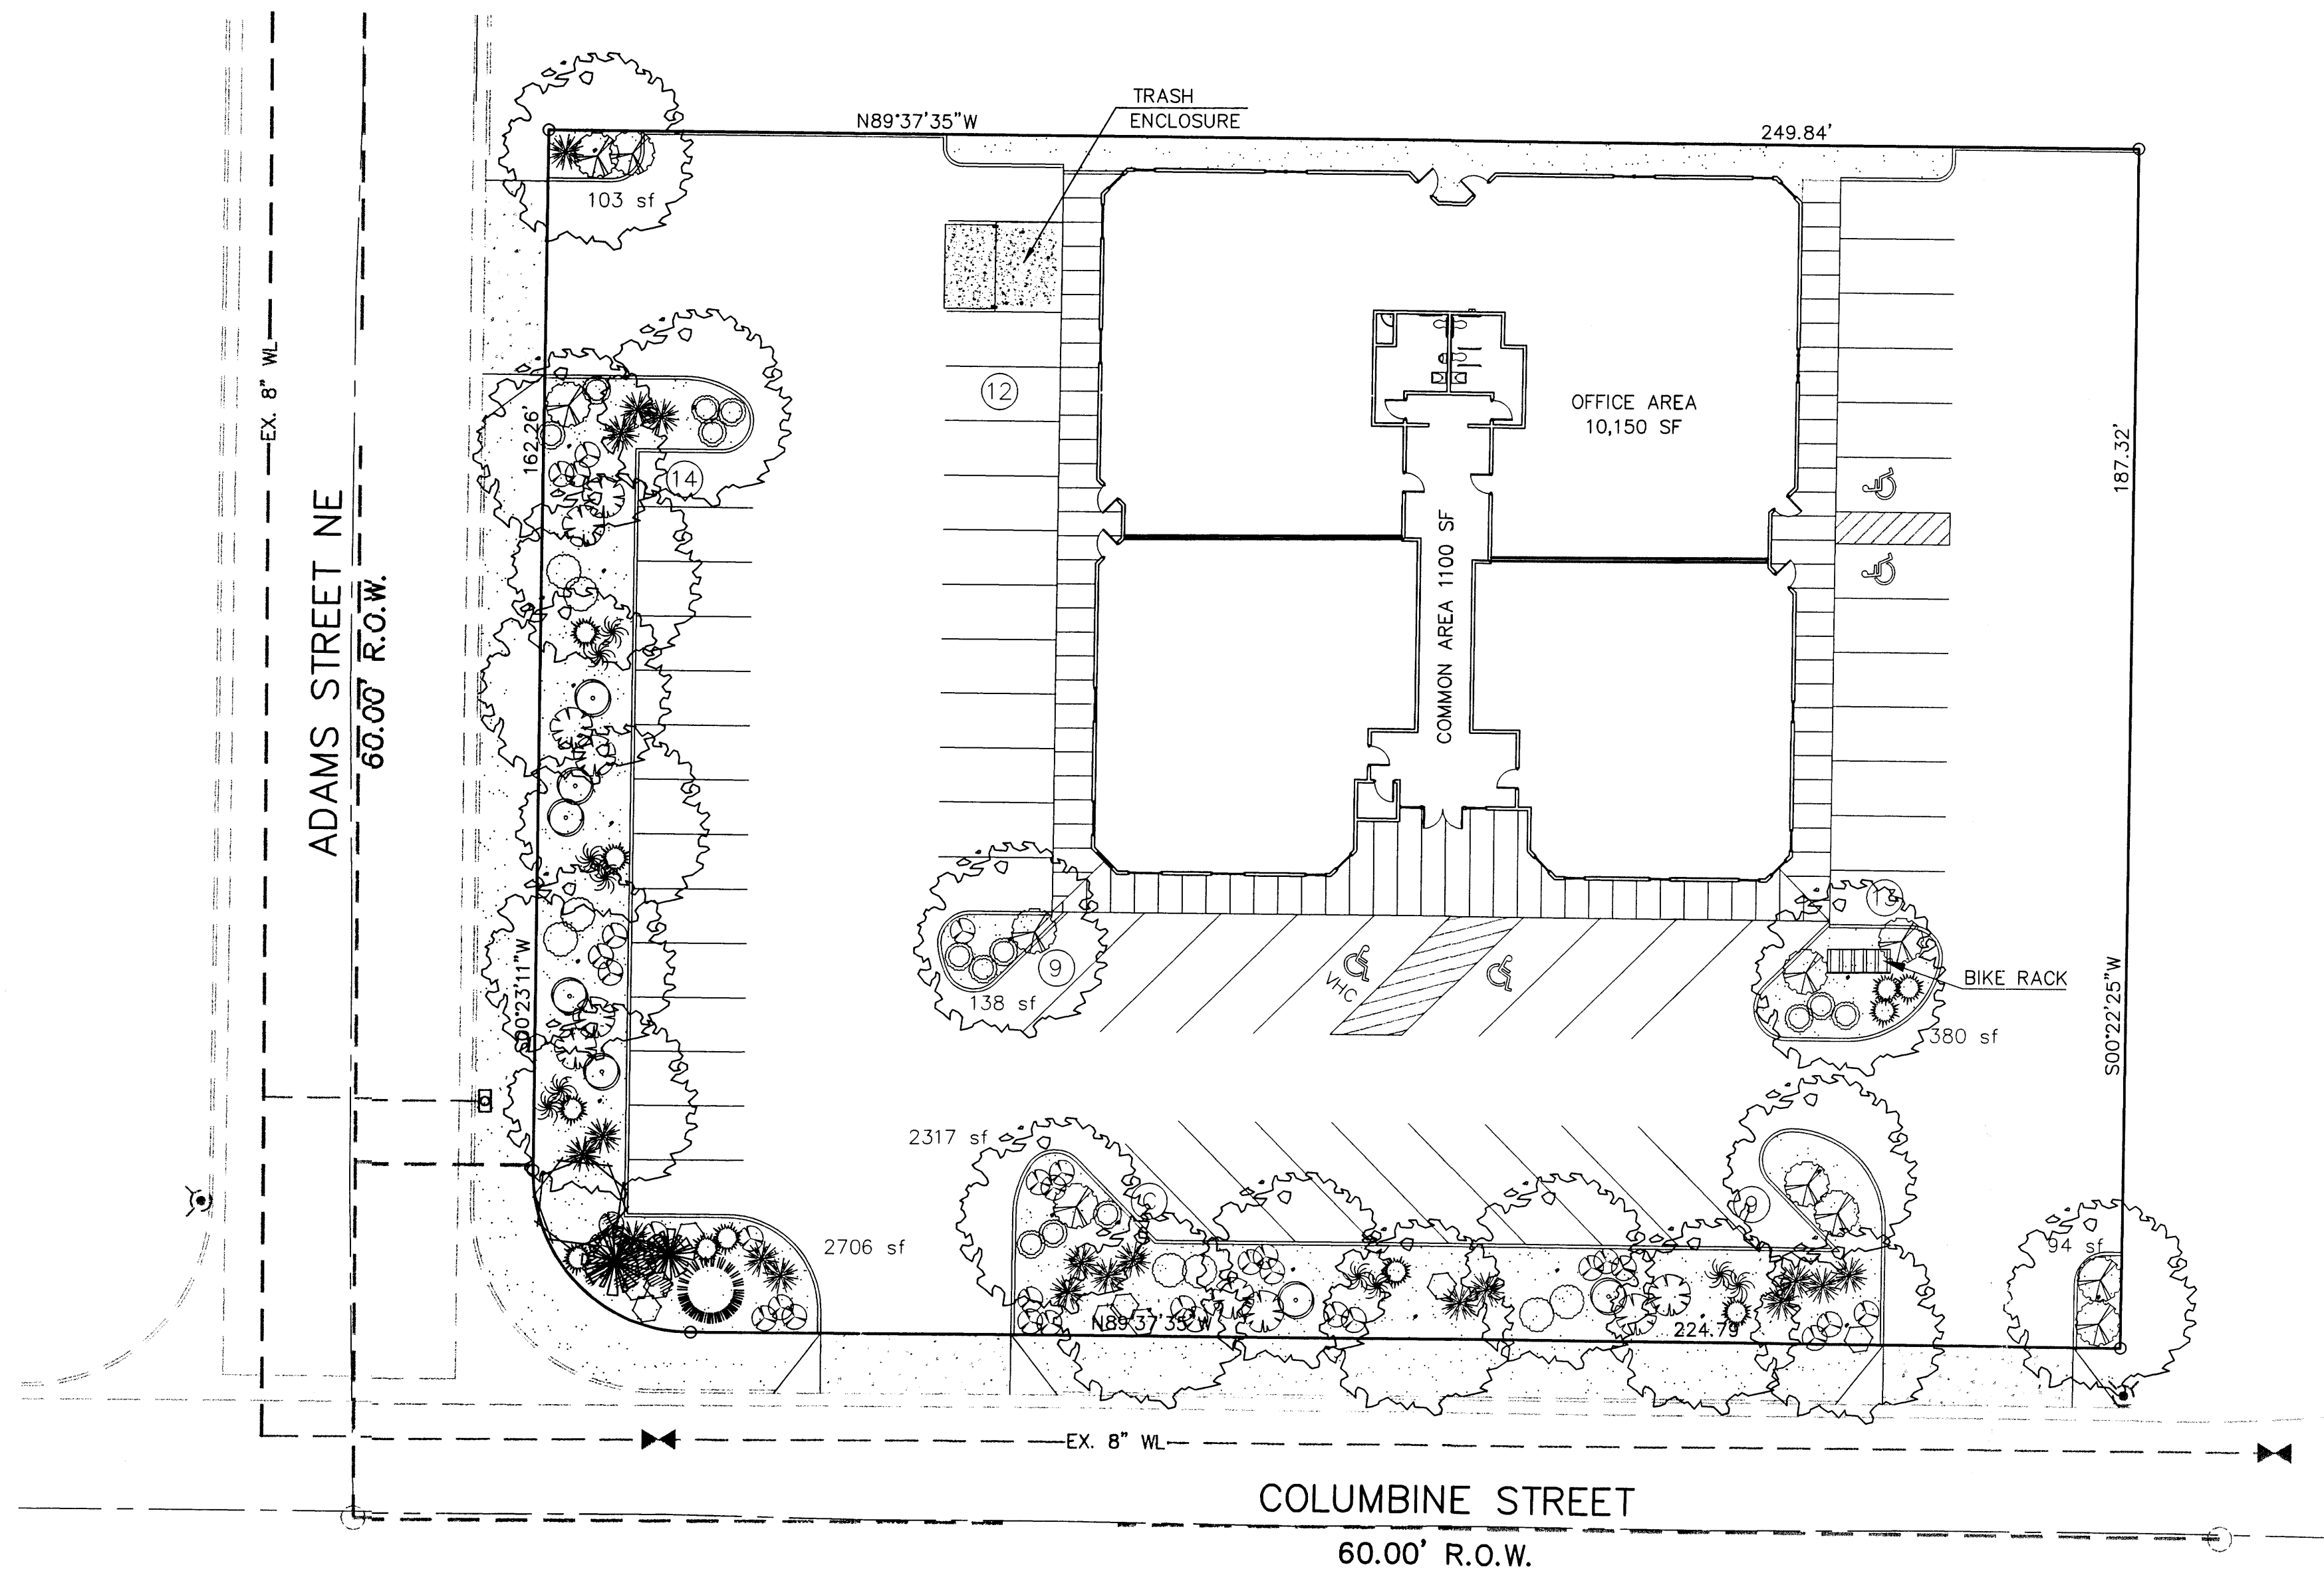 TRASH
ENCLOSURE
N89°37'35"W
249.84'
103 sf
EX. 8" WL
162.26'
12
14
OFFICE AREA
10,150 SF
187.32'
ADAMS STREET NE
60.00' R.O.W.
COMMON AREA 1100 SF
13
9
138 sf
VHC
BIKE RACK
380 sf
S00°22'25"W
00°23'11"W
2317 sf
9
94 sf
2706 sf
N89°37'35"W
224.79
EX. 8" WL
COLUMBINE STREET
60.00' R.O.W.